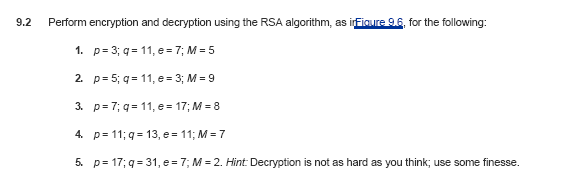 9.2 Perform encryption and decryption using the RSA algorithm, as in Figure 9.6, for the following:
1. p = 3; q = 11, e = 7; M = 5
2. p = 5; q = 11, e = 3; M = 9
3. p = 7; q = 11, e = 17; M = 8
4. p = 11; q = 13, e = 11; M = 7
5. p = 17; q = 31, e = 7; M = 2. Hint: Decryption is not as hard as you think; use some finesse.